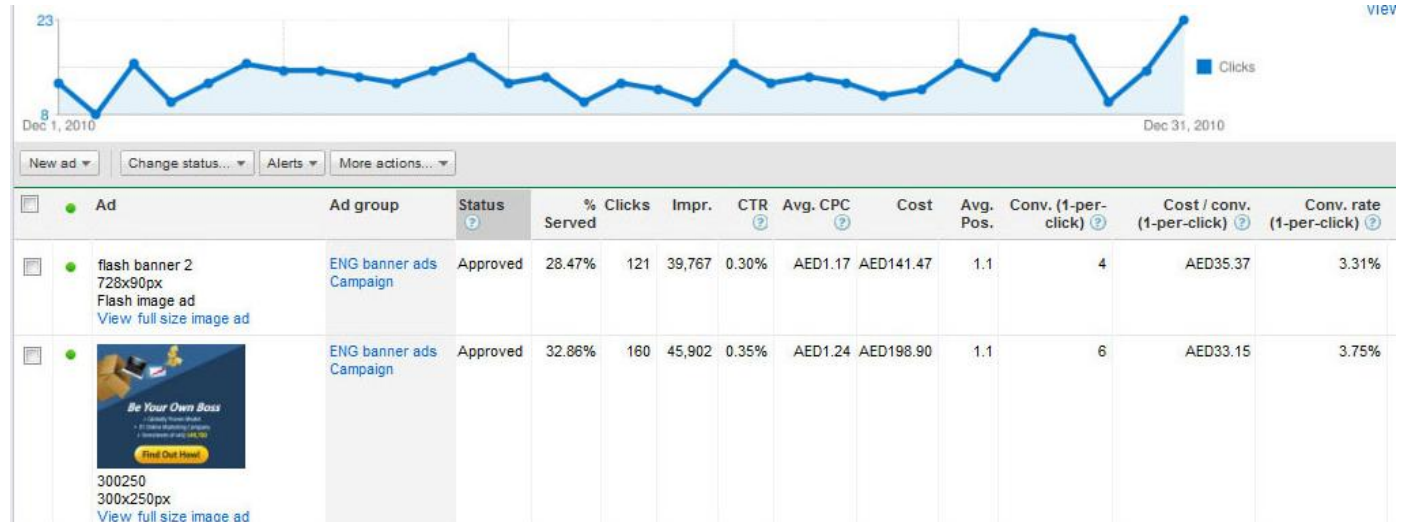 View
23
8
Clicks
Dec 1, 2010
Dec 31, 2010
New ad
Change status...
Alerts
More actions...
Ad
Ad group
Status
?
% Served
Clicks
Impr.
CTR
?
Avg. CPC
?
Cost
Avg. Pos.
Conv. (1-per-
click) ?
Cost / conv.
(1-per-click) ?
Conv. rate
(1-per-click) ?
flash banner 2
728x90px
Flash image ad
View full size image ad
ENG banner ads
Campaign
Approved
28.47%
121
39,767
0.30%
AED1.17
AED141.47
1.1
4
AED35.37
3.31%
Be Your Own Boss
Find Out How!
300250
300x250px
View full size image ad
ENG banner ads
Campaign
Approved
32.86%
160
45,902
0.35%
AED1.24
AED198.90
1.1
6
AED33.15
3.75%